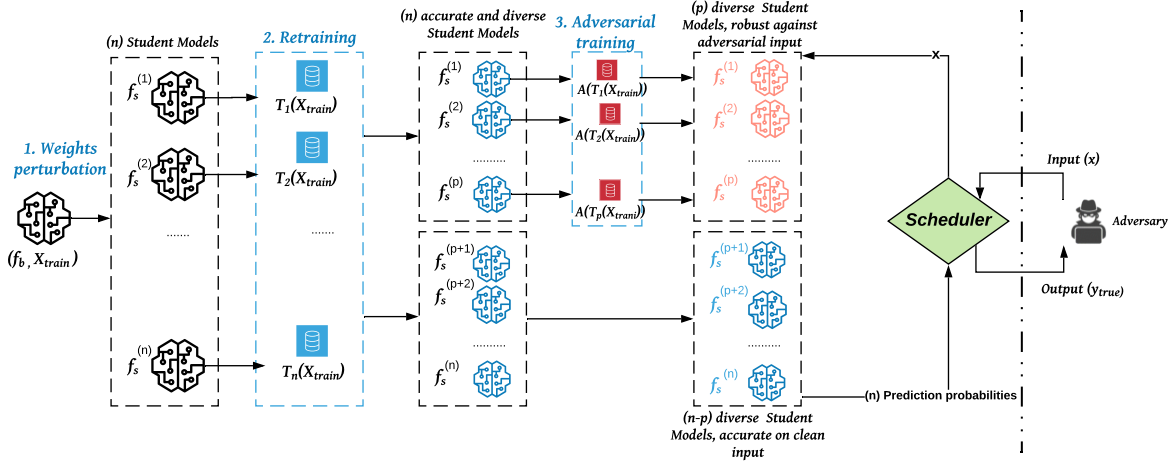 (n) Student Models
f_s^(1)
f_s^(2)
.......
f_s^(n)
1. Weights
perturbation
(f_b , X_train )
2. Retraining
T_1(X_train)
T_2(X_train)
.......
T_n(X_train)
(n) accurate and diverse
Student Models
f_s^(1)
f_s^(2)
..........
f_s^(p)
f_s^(p+1)
f_s^(p+2)
..........
f_s^(n)
3. Adversarial
training
A(T_1(X_train))
A(T_2(X_train))
..........
A(T_p(X_trani))
(p) diverse Student
Models, robust against
adversarial input
f_s^(1)
f_s^(2)
..........
f_s^(p)
f_s^(p+1)
f_s^(p+2)
..........
f_s^(n)
(n-p) diverse Student
Models, accurate on clean
input
x
Scheduler
(n) Prediction probabilities
Input (x)
Adversary
Output (y_true)